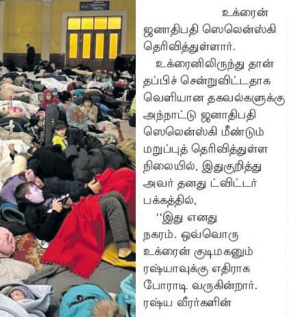 உக்ரைன்
ஜனாதிபதி ஸெலென்ஸ்கி
தெரிவித்துள்ளார்.
உக்ரைனிலிருந்து தான்
தப்பிச் சென்றுவிட்டதாக
வெளியான தகவல்களுக்கு
அந்நாட்டு ஜனாதிபதி
ஸெலென்ஸ்கி மீண்டும்
மறுப்புத் தெரிவித்துள்ள
நிலையில், இதுகுறித்து
அவர் தனது ட்விட்டர்
பக்கத்தில்,
“இது எனது
நகரம். ஒவ்வொரு
உக்ரைன் குடிமகனும்
ரஷ்யாவுக்கு எதிராக
போராடி வருகின்றார்.
ரஷ்ய வீரர்களின்